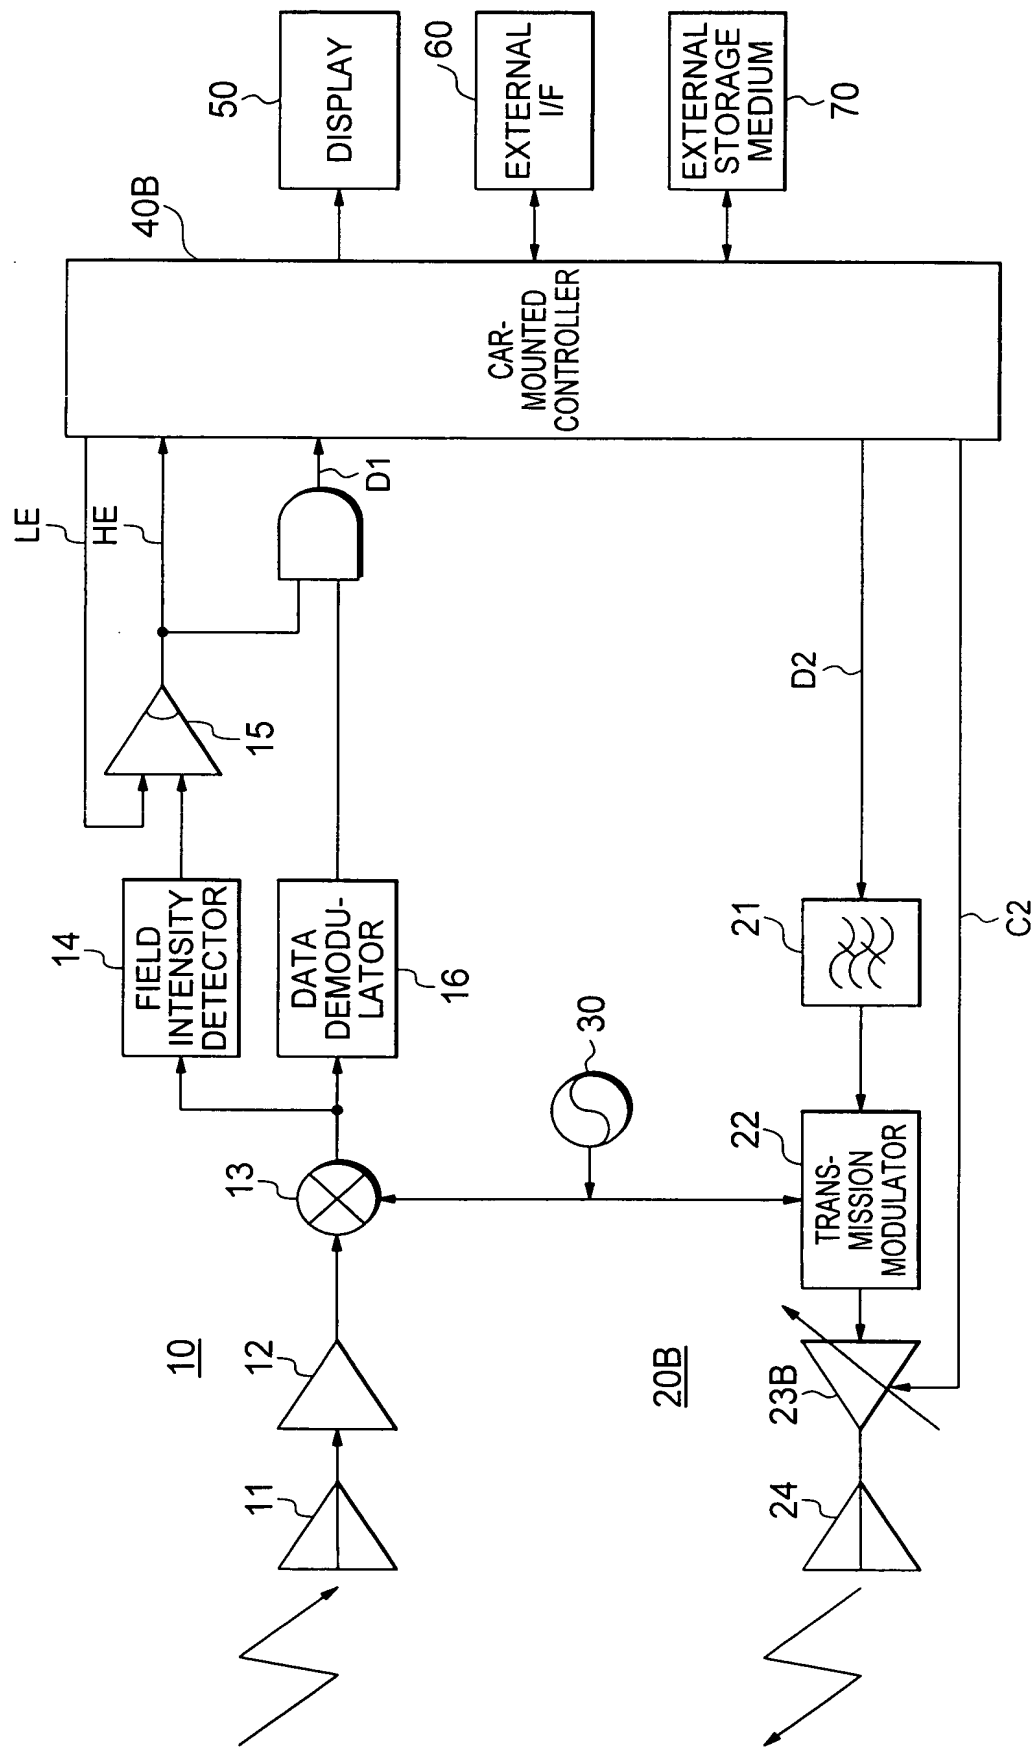 LE
HE
14
FIELD
INTENSITY
DETECTOR
15
40B
50
DISPLAY
10
11
12
13
16
DATA
DEMODU-
LATOR
D1
60
EXTERNAL
I/F
30
CAR-
MOUNTED
CONTROLLER
20B
70
EXTERNAL
STORAGE
MEDIUM
24
23B
22
TRANS-
MISSION
MODULATOR
21
D2
C2